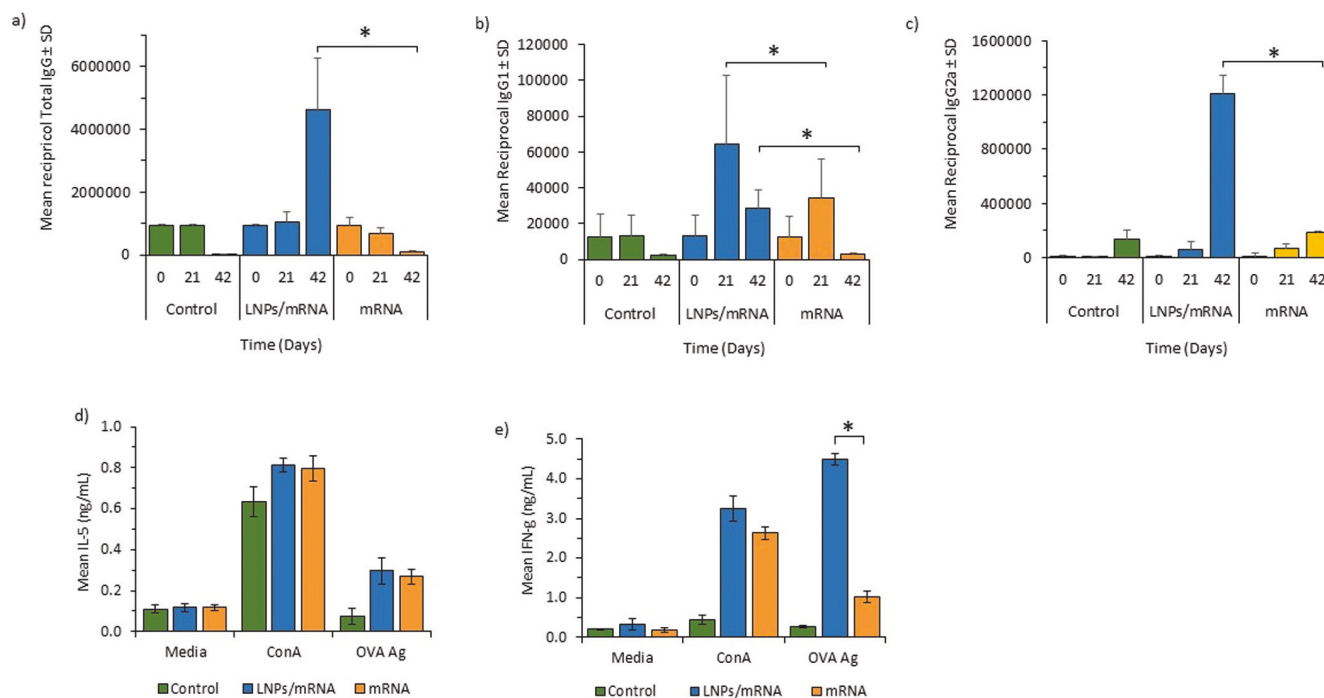 a)
Mean recipricol Total IgG± SD
6000000
4000000
2000000
0
*
0 21 42 0 21 42 0 21 42
Control LNPs/mRNA mRNA
Time (Days)
b)
Mean Reciprocal IgG1± SD
120000
100000
80000
60000
40000
20000
0
*
*
0 21 42 0 21 42 0 21 42
Control LNPs/mRNA mRNA
Time (Days)
c)
Mean Reciprocal IgG2a± SD
1600000
1200000
800000
400000
0
*
0 21 42 0 21 42 0 21 42
Control LNPs/mRNA mRNA
Time (Days)
d)
Mean IL-5 (ng/mL)
1.0
0.8
0.6
0.4
0.2
0.0
Media ConA OVA Ag
Control LNPs/mRNA mRNA
e)
Mean IFN-g (ng/mL)
5.0
4.0
3.0
2.0
1.0
0.0
*
Media ConA OVA Ag
Control LNPs/mRNA mRNA